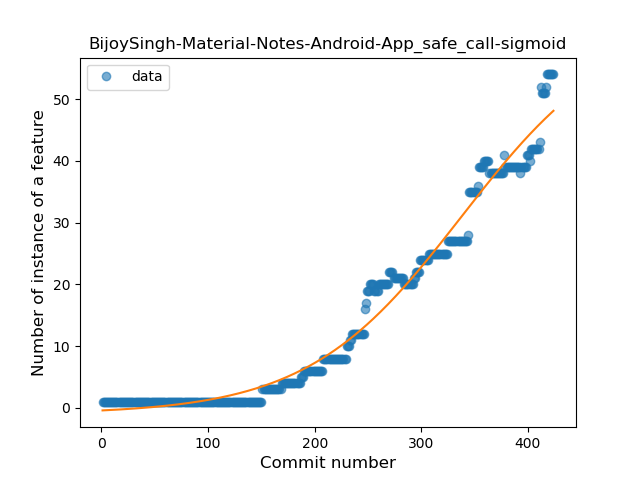 BijoySingh-Material-Notes-Android-App_safe_call-sigmoid
data
Number of instance of a feature
50
40
30
20
10
0
0 100 200 300 400
Commit number